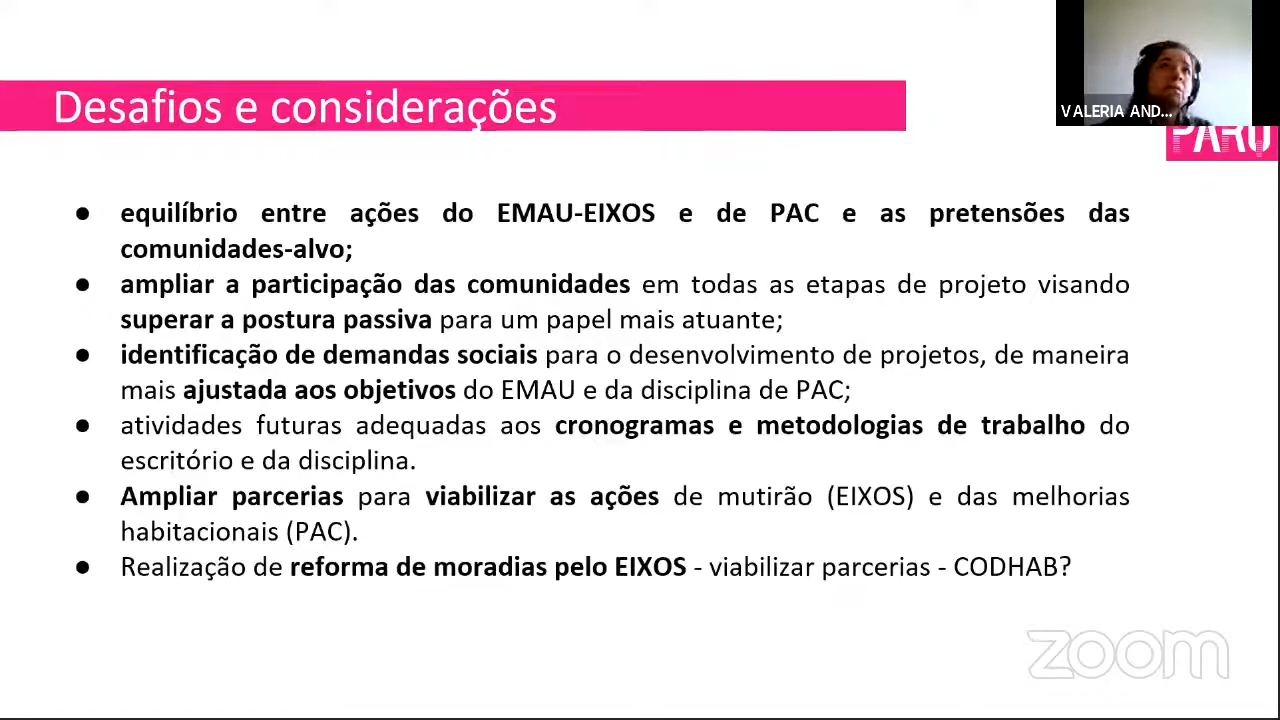 Desafios e considerações
VALERIA AND...
PARQ
● equilíbrio entre ações do EMAU-EIXOS e de PAC e as pretensões das
comunidades-alvo;
● ampliar a participação das comunidades em todas as etapas de projeto visando
superar a postura passiva para um papel mais atuante;
● identificação de demandas sociais para o desenvolvimento de projetos, de maneira
mais ajustada aos objetivos do EMAU e da disciplina de PAC;
● atividades futuras adequadas aos cronogramas e metodologias de trabalho do
escritório e da disciplina.
● Ampliar parcerias para viabilizar as ações de mutirão (EIXOS) e das melhorias
habitacionais (PAC).
● Realização de reforma de moradias pelo EIXOS - viabilizar parcerias - CODHAB?
zoom